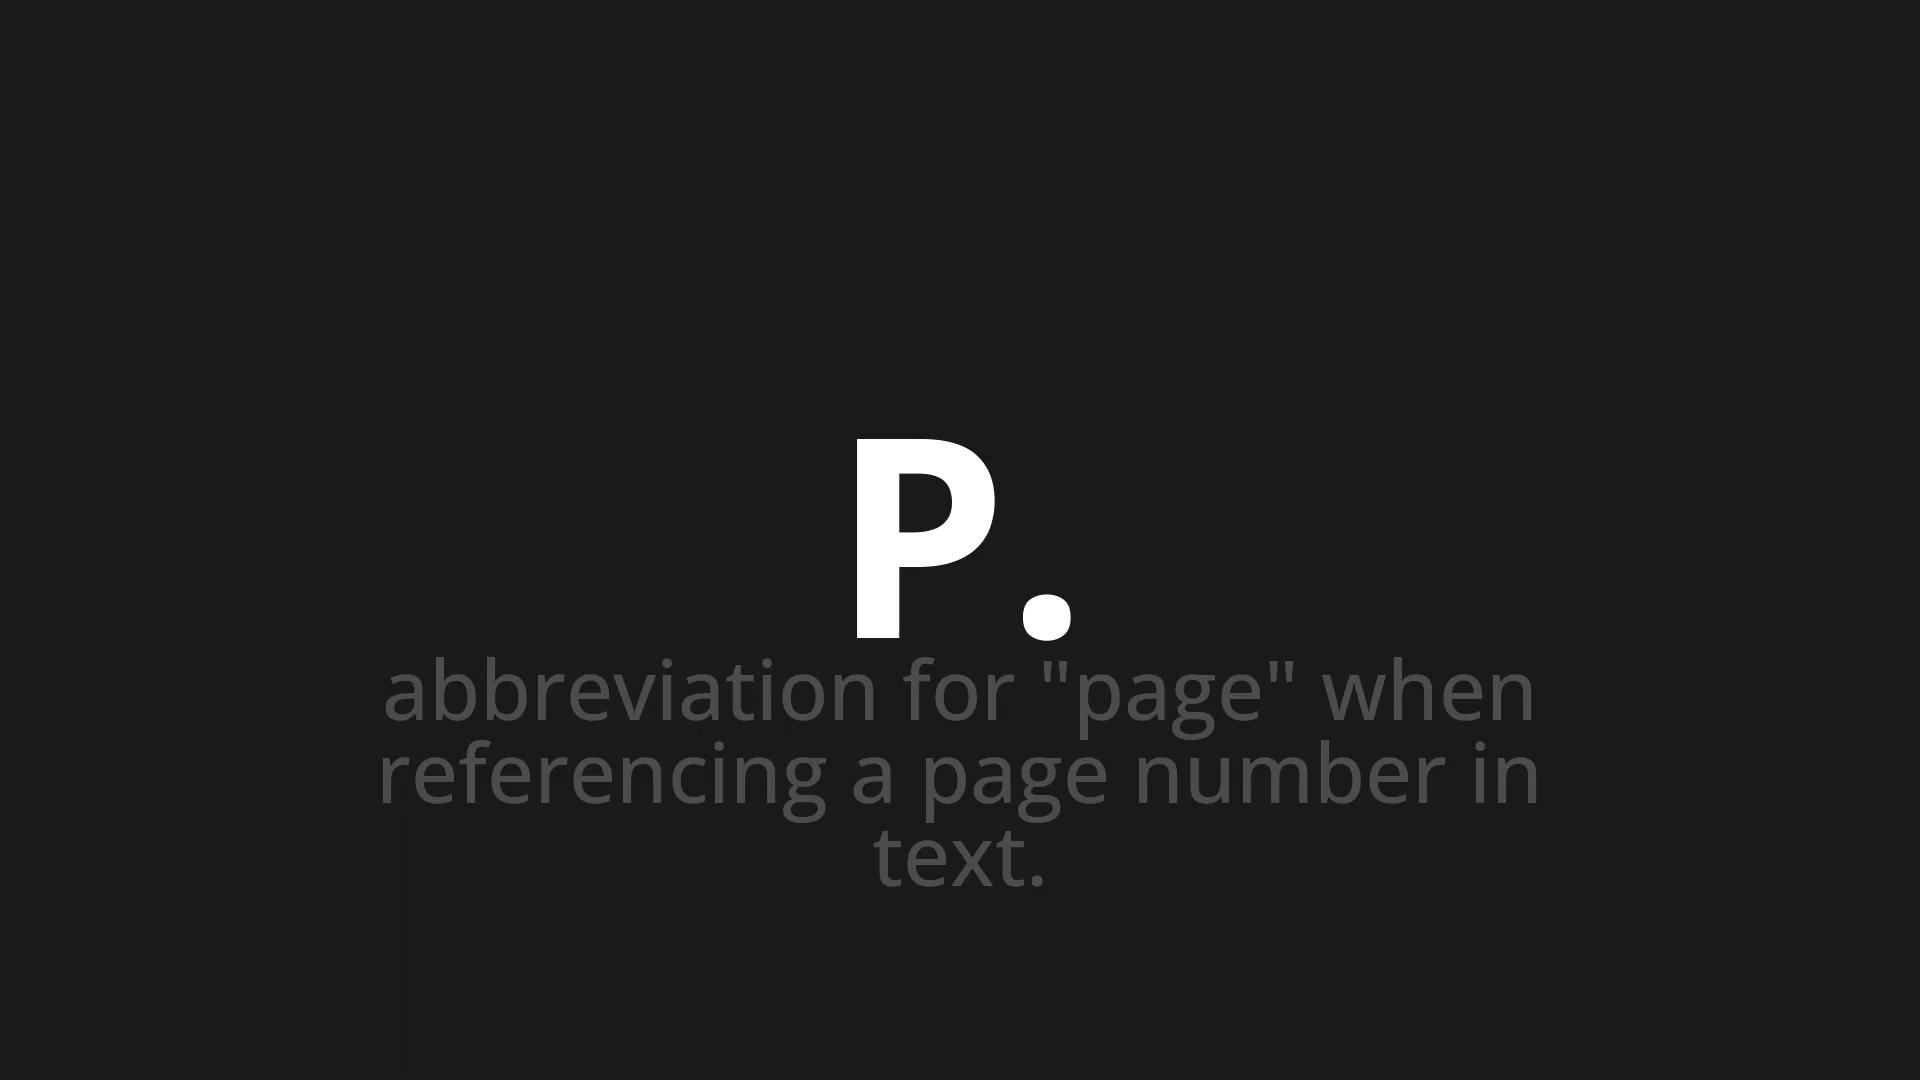 P.
abbreviation for "page" when
referencing a page number in
text.